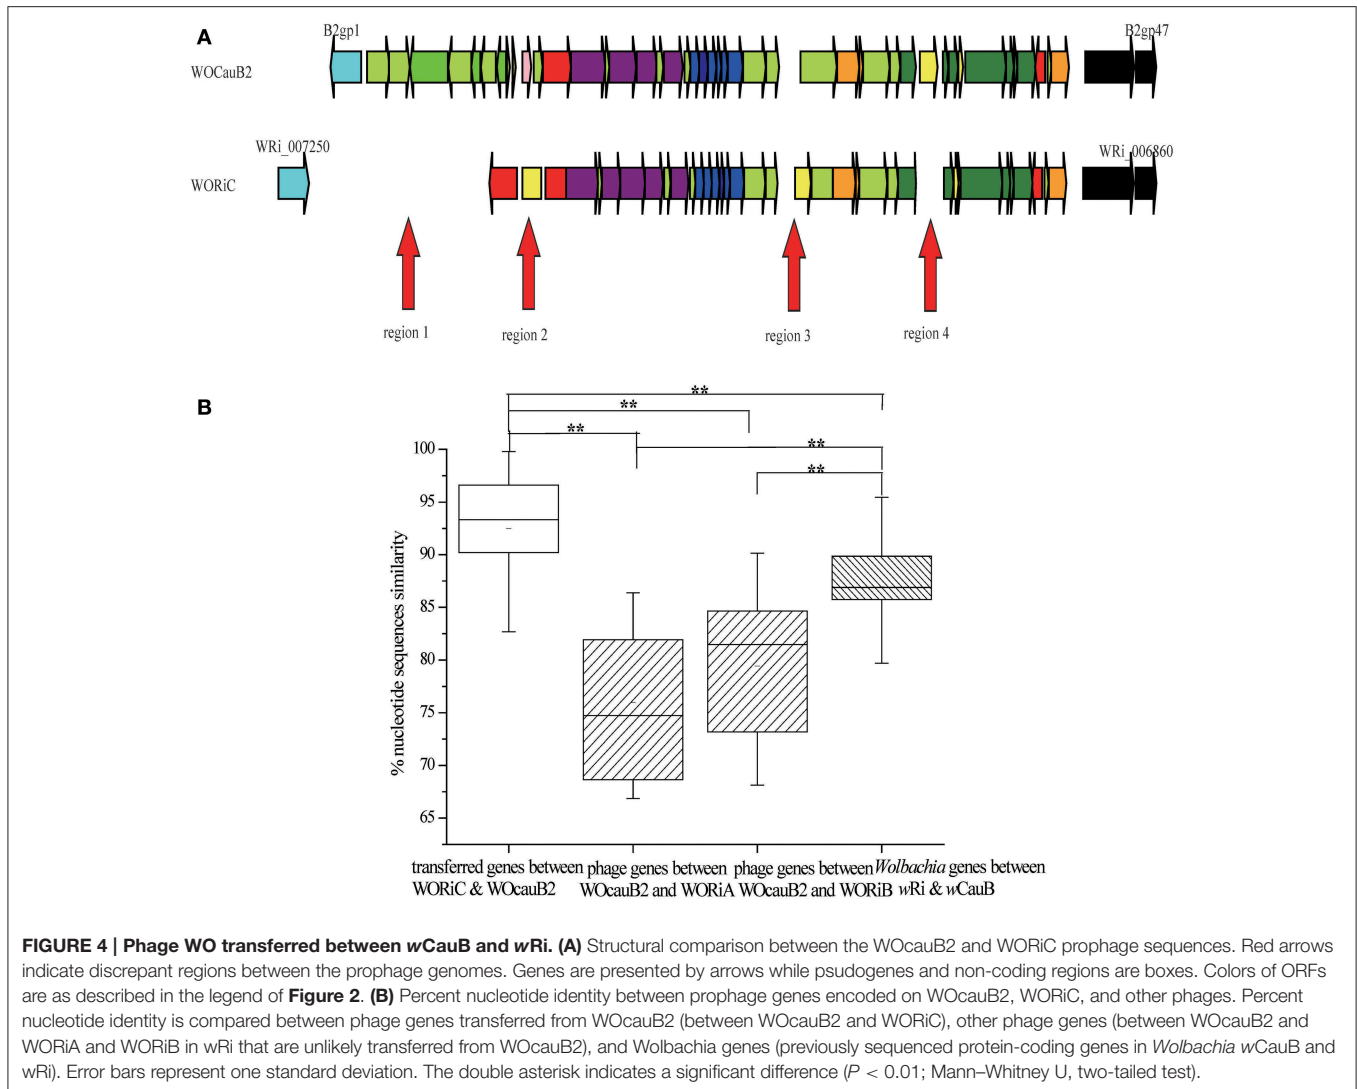 A
B2gp1
B2gp47
WOCauB2
WRi_007250
WRi_006860
WORiC
region 1
region 2
region 3
region 4
B
**
**
**
**
**
100
95
90
85
80
75
70
65
% nucleotide sequences similarity
transferred genes between
WORiC & WOcauB2
phage genes between
WOcauB2 and WORiA
phage genes between
WOcauB2 and WORiB
Wolbachia genes between
wRi & wCauB
FIGURE 4 | Phage WO transferred between wCauB and wRi. (A) Structural comparison between the WOcauB2 and WORiC prophage sequences. Red arrows
indicate discrepant regions between the prophage genomes. Genes are presented by arrows while psudogenes and non-coding regions are boxes. Colors of ORFs
are as described in the legend of Figure 2. (B) Percent nucleotide identity between prophage genes encoded on WOcauB2, WORiC, and other phages. Percent
nucleotide identity is compared between phage genes transferred from WOcauB2 (between WOcauB2 and WORiC), other phage genes (between WOcauB2 and
WORiA and WORiB in wRi that are unlikely transferred from WOcauB2), and Wolbachia genes (previously sequenced protein-coding genes in Wolbachia wCauB and
wRi). Error bars represent one standard deviation. The double asterisk indicates a significant difference (P < 0.01; Mann–Whitney U, two-tailed test).